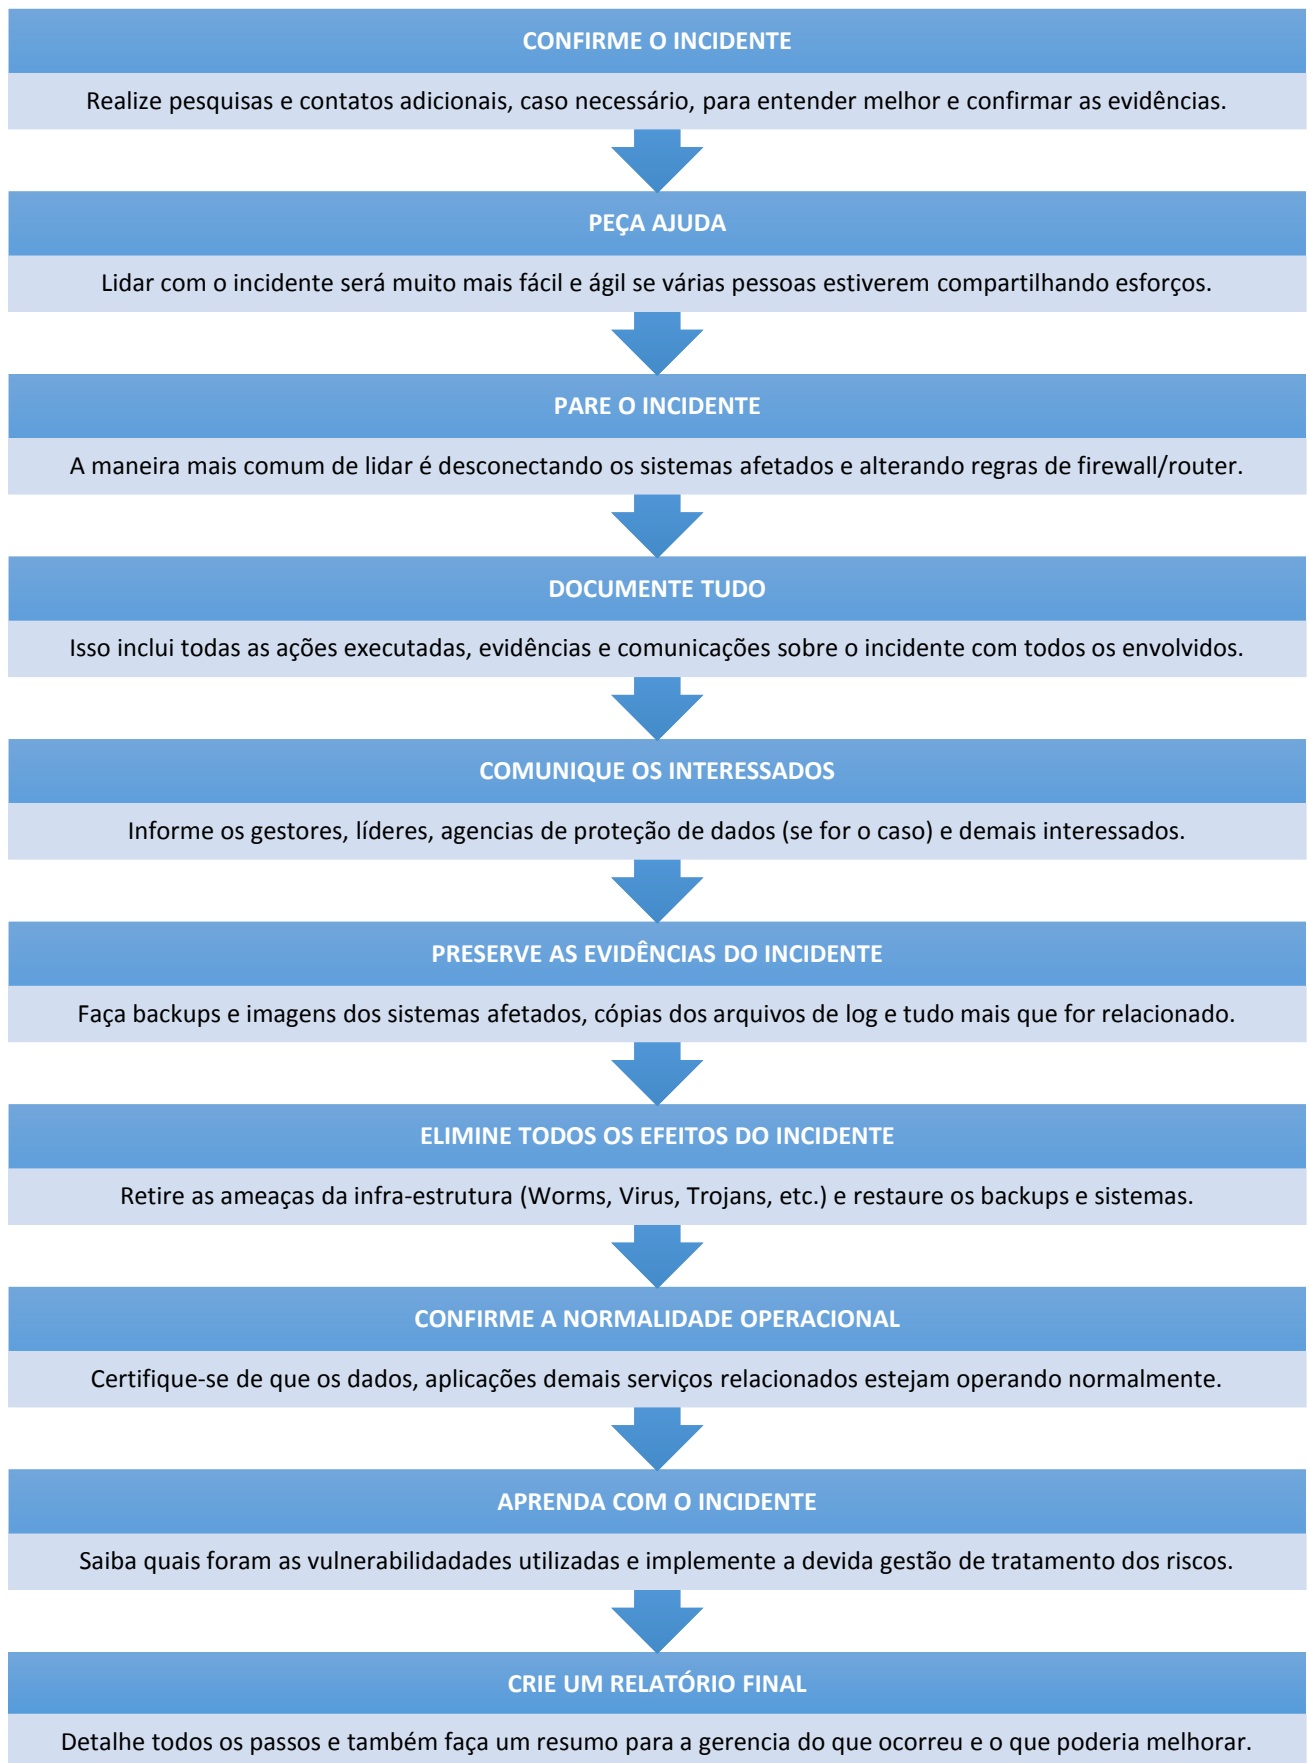 CONFIRME O INCIDENTE
Realize pesquisas e contatos adicionais, caso necessário, para entender melhor e confirmar as evidências.
PEÇA AJUDA
Lidar com o incidente será muito mais fácil e ágil se várias pessoas estiverem compartilhando esforços.
PARE O INCIDENTE
A maneira mais comum de lidar é desconectando os sistemas afetados e alterando regras de firewall/router.
DOCUMENTE TUDO
Isso inclui todas as ações executadas, evidências e comunicações sobre o incidente com todos os envolvidos.
COMUNIQUE OS INTERESSADOS
Informe os gestores, líderes, agencias de proteção de dados (se for o caso) e demais interessados.
PRESERVE AS EVIDÊNCIAS DO INCIDENTE
Faça backups e imagens dos sistemas afetados, cópias dos arquivos de log e tudo mais que for relacionado.
ELIMINE TODOS OS EFEITOS DO INCIDENTE
Retire as ameaças da infra-estrutura (Worms, Virus, Trojans, etc.) e restaure os backups e sistemas.
CONFIRME A NORMALIDADE OPERACIONAL
Certifique-se de que os dados, aplicações demais serviços relacionados estejam operando normalmente.
APRENDA COM O INCIDENTE
Saiba quais foram as vulnerabilidadades utilizadas e implemente a devida gestão de tratamento dos riscos.
CRIE UM RELATÓRIO FINAL
Detalhe todos os passos e também faça um resumo para a gerencia do que ocorreu e o que poderia melhorar.